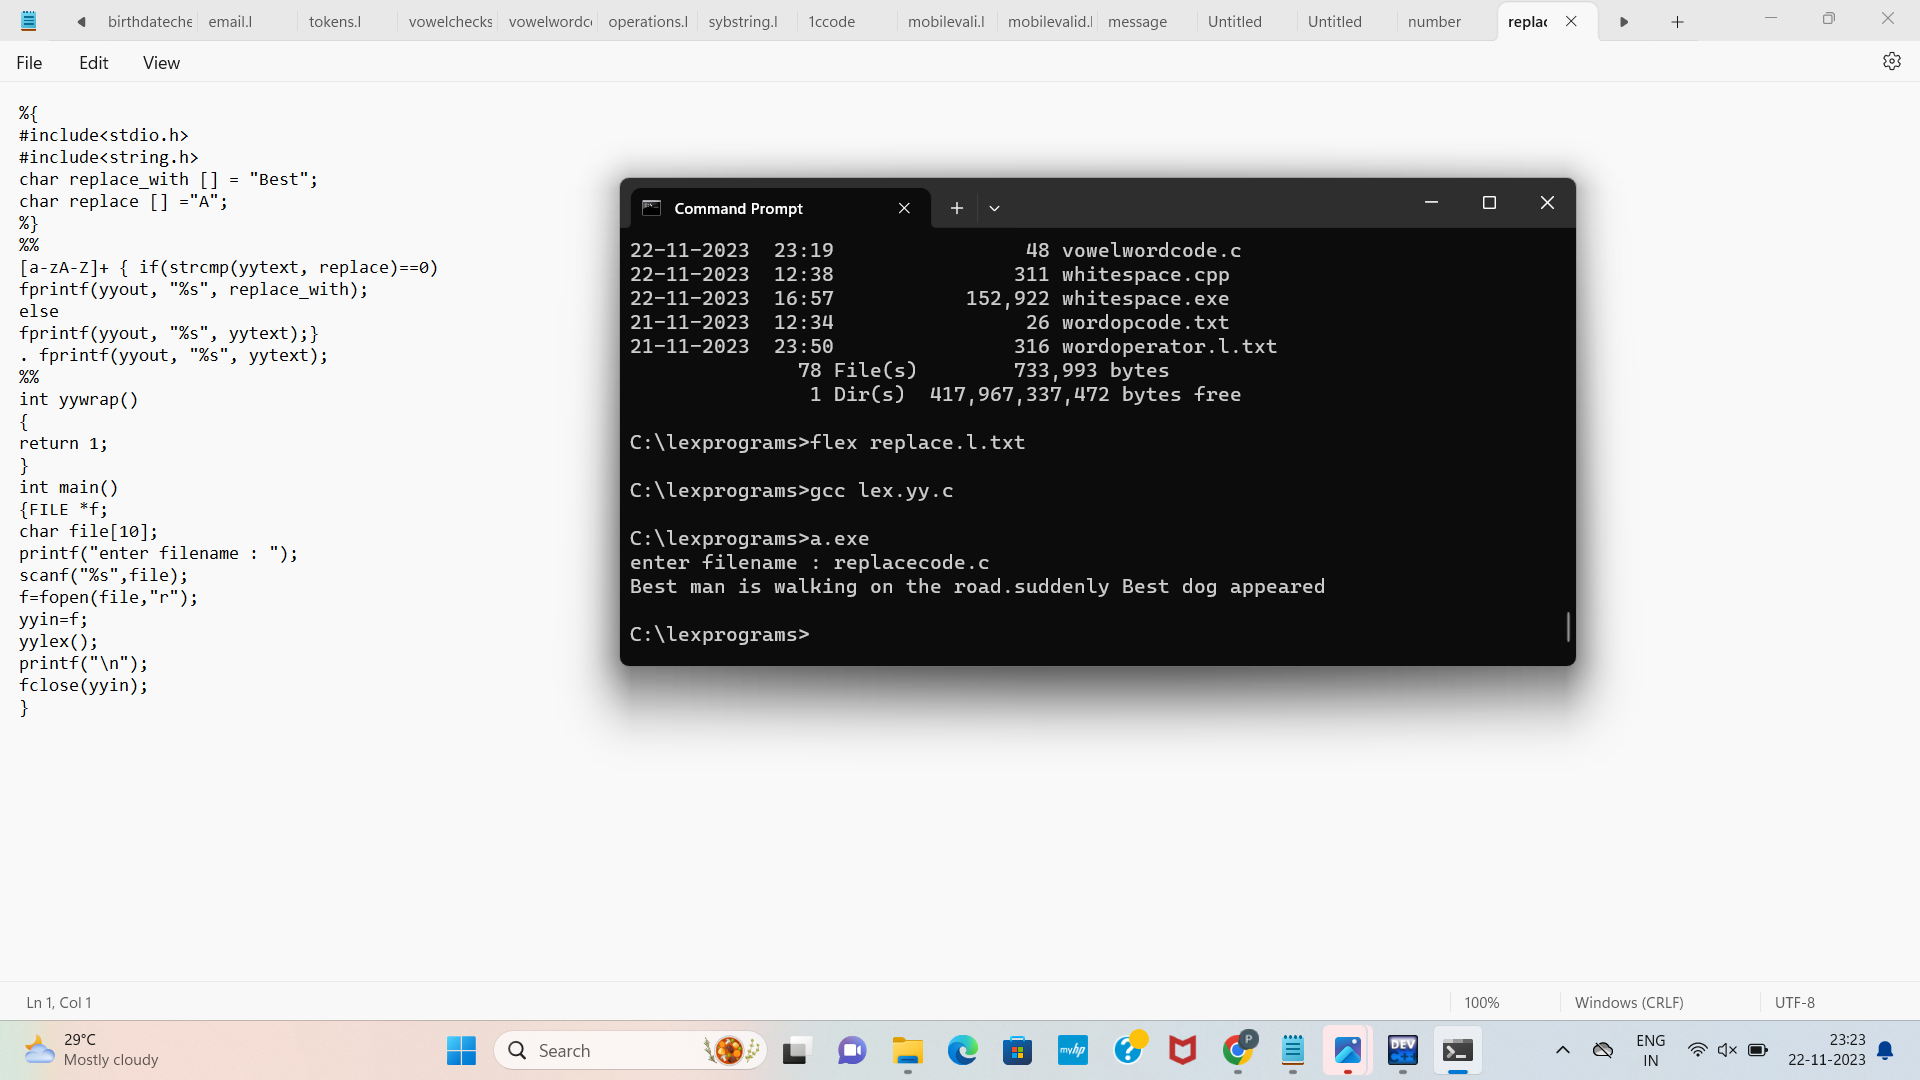 birthdateche
email.l
tokens.l
vowelchecks
vowelwordc
operations.l
sybstring.l
1ccode
mobilevali.l
mobilevalid.l
message
Untitled
Untitled
number
replac
File Edit View
%{
#include<stdio.h>
#include<string.h>
char replace_with [] = "Best";
char replace [] ="A";
%}
%%
[a-zA-Z]+ { if(strcmp(yytext, replace)==0)
fprintf(yyout, "%s", replace_with);
else
fprintf(yyout, "%s", yytext);}
. fprintf(yyout, "%s", yytext);
%%
int yywrap()
{
return 1;
}
int main()
{FILE *f;
char file[10];
printf("enter filename : ");
scanf("%s",file);
f=fopen(file,"r");
yyin=f;
yylex();
printf("\n");
fclose(yyin);
}
Command Prompt
22-11-2023  23:19                48 vowelwordcode.c
22-11-2023  12:38               311 whitespace.cpp
22-11-2023  16:57           152,922 whitespace.exe
21-11-2023  12:34                26 wordopcode.txt
21-11-2023  23:50               316 wordoperator.l.txt
78 File(s)        733,993 bytes
1 Dir(s)  417,967,337,472 bytes free
C:\lexprograms>flex replace.l.txt
C:\lexprograms>gcc lex.yy.c
C:\lexprograms>a.exe
enter filename : replacecode.c
Best man is walking on the road.suddenly Best dog appeared
C:\lexprograms>
Ln 1, Col 1
100%
Windows (CRLF)
UTF-8
29°C
Mostly cloudy
Search
myhp
P
DEV
C++
ENG
IN
23:23
22-11-2023